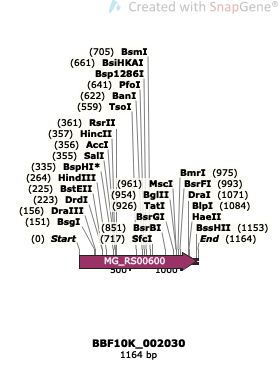 Created with SnapGene®
(705) BsmI
(661) BsiHKAI
Bsp1286I
(641) PfoI
(622) BanI
(559) TsoI
(361) RsrII
(357) HincII
(356) AccI
(355) SalI
(335) BspHI*
(264) HindIII
(225) BstEII
(223) DrdI
(156) DraIII
(151) BsgI
(0) Start
(961) MscI
(954) BglII
(926) TatI
BsrGI
(851) BsrBI
(717) SfcI
BmrI (975)
BsrFI (993)
DraI (1071)
BlpI (1084)
HaeII
BssHII (1153)
End (1164)
MG_RS00600
500
1000
BBF10K_002030
1164 bp